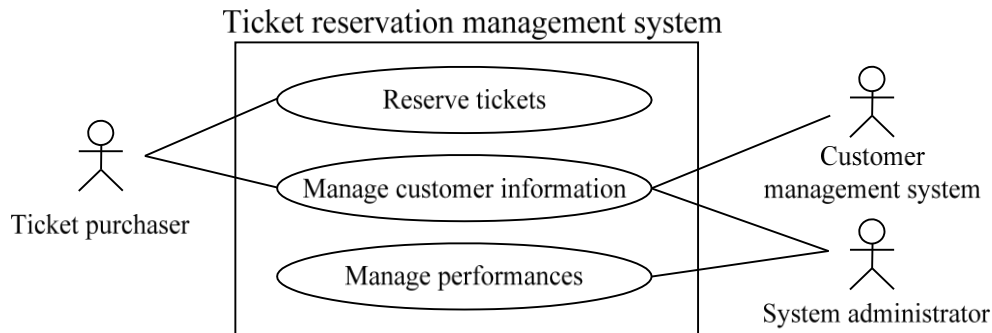 Ticket reservation management system
Reserve tickets
Manage customer information
Manage performances
Ticket purchaser
Customer
management system
System administrator